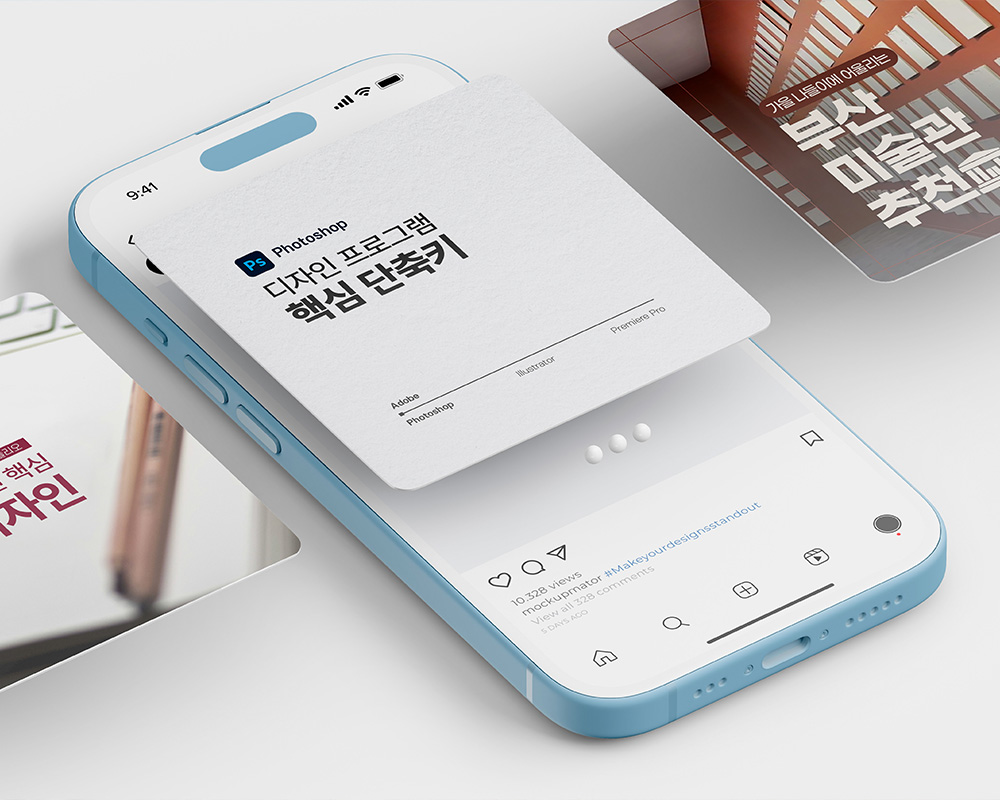 9:41
Ps Photoshop
디자인 프로그램
핵심 단축키
Adobe
Photoshop
Illustrator
Premiere Pro
가을 나들이에 어울리는
부산
미술관
추천
핵심
자인
10,328 views
mockupmator #Makeyourdesignsstandout
View all 328 comments
5 DAYS AGO